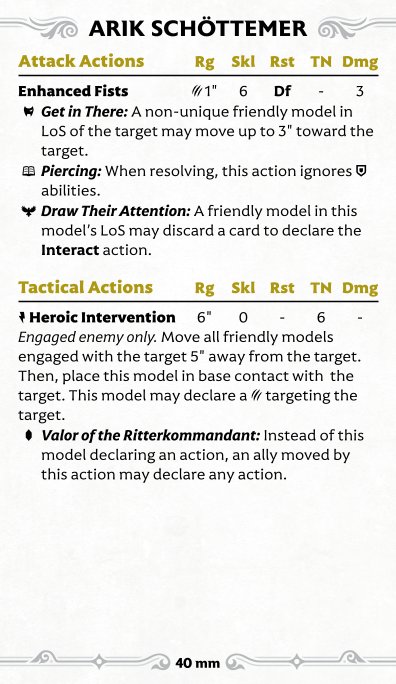 ARIK SCHÖTTEMER
Attack Actions Rg Skl Rst TN Dmg
Enhanced Fists 1" 6 Df - 3
Get in There: A non-unique friendly model in
LoS of the target may move up to 3" toward the
target.
Piercing: When resolving, this action ignores
abilities.
Draw Their Attention: A friendly model in this
model's LoS may discard a card to declare the
Interact action.
Tactical Actions Rg Skl Rst TN Dmg
Heroic Intervention 6" 0 - 6 -
Engaged enemy only. Move all friendly models
engaged with the target 5" away from the target.
Then, place this model in base contact with the
target. This model may declare a targeting the
target.
Valor of the Ritterkommandant: Instead of this
model declaring an action, an ally moved by
this action may declare any action.
40 mm